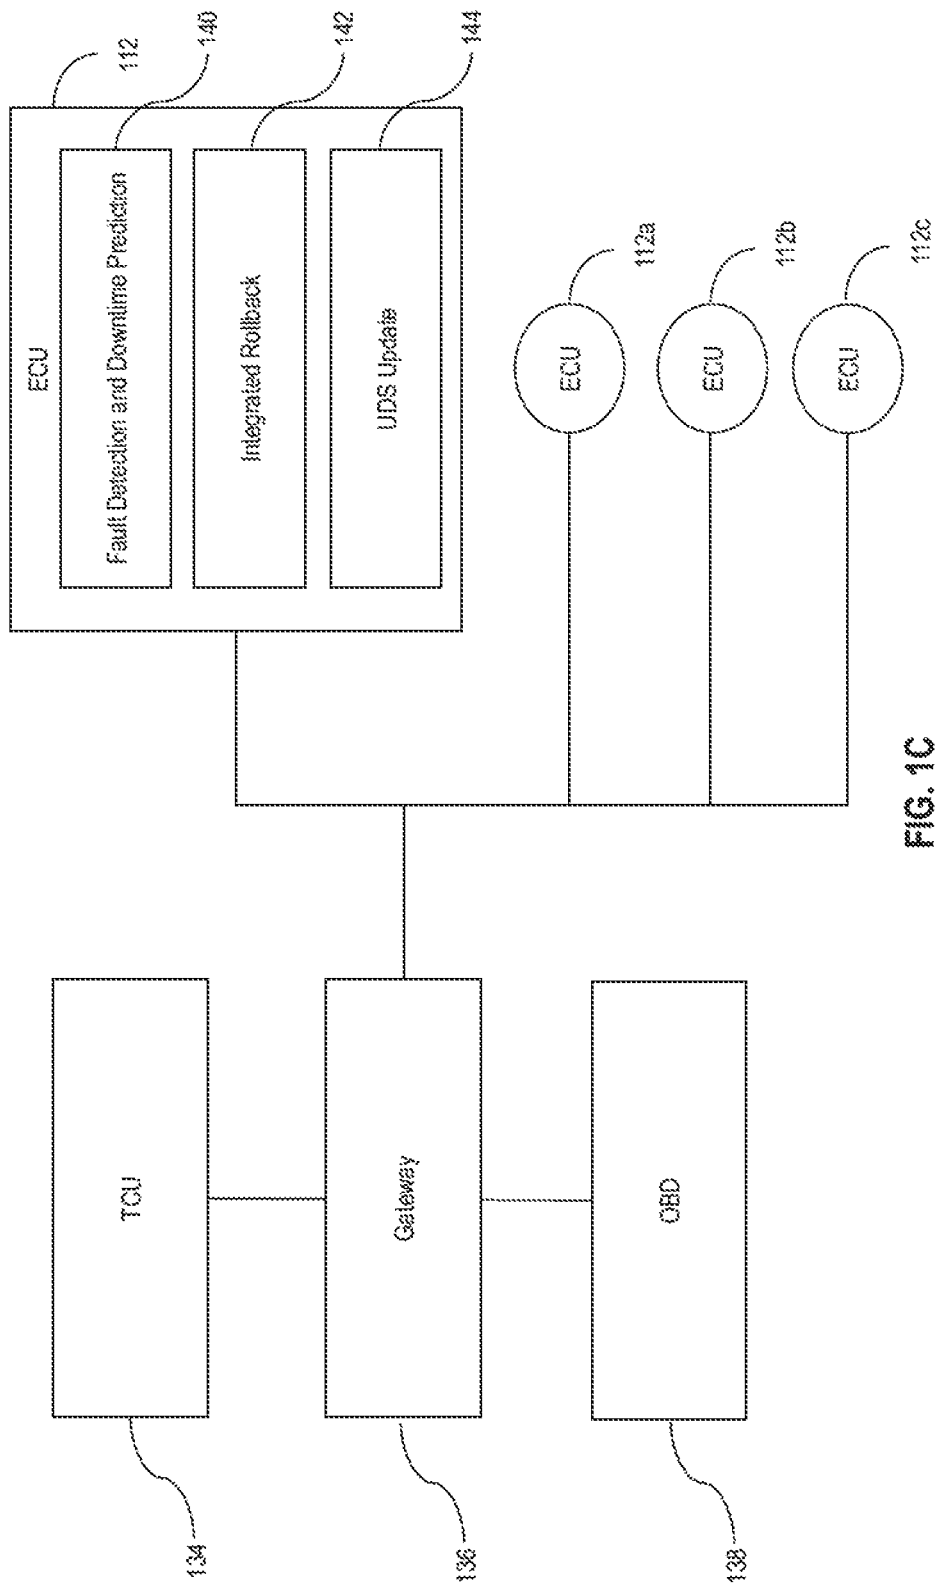 112
ECU
Fault Detection and Downtime Prediction
140
Integrated Rollback
142
UDS Update
144
TCU
134
Gateway
136
OBD
138
ECU
112a
ECU
112b
ECU
112c
FIG. 1C